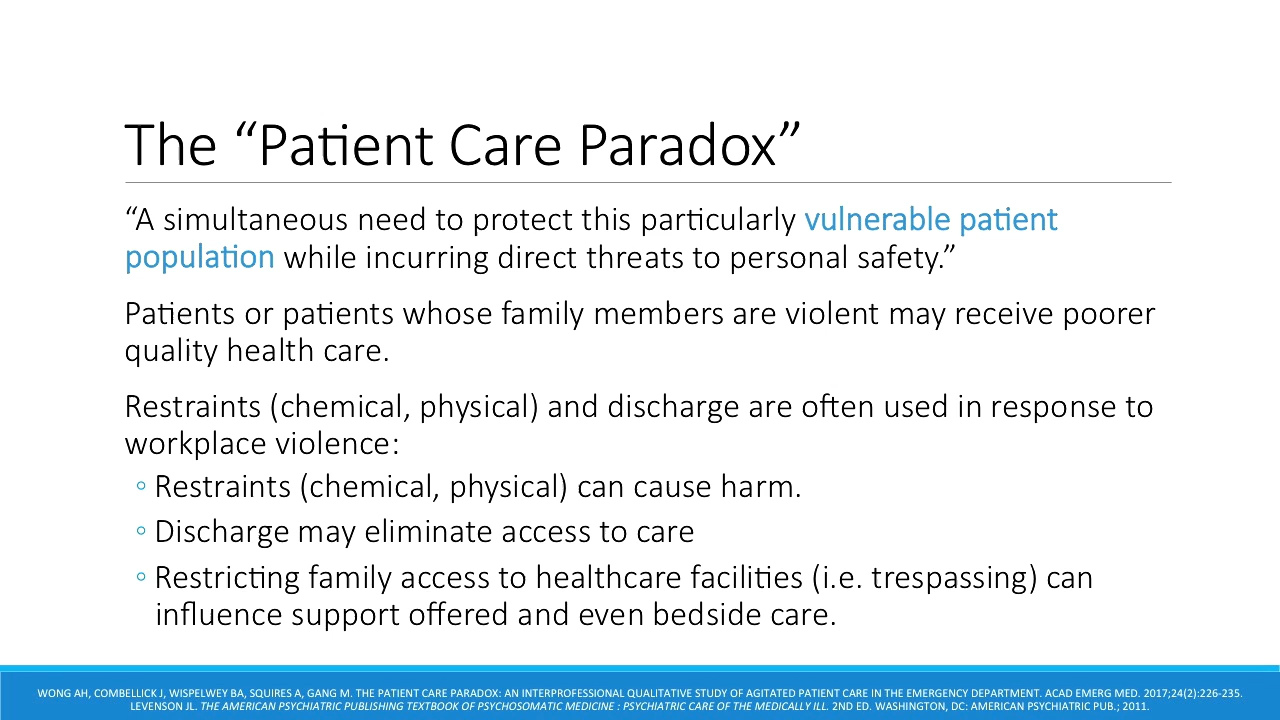 The “Patient Care Paradox”
“A simultaneous need to protect this particularly vulnerable patient
population while incurring direct threats to personal safety.”
Patients or patients whose family members are violent may receive poorer
quality health care.
Restraints (chemical, physical) and discharge are often used in response to
workplace violence:
◦ Restraints (chemical, physical) can cause harm.
◦ Discharge may eliminate access to care
◦ Restricting family access to healthcare facilities (i.e. trespassing) can
influence support offered and even bedside care.
WONG AH, COMBELLICK J, WISPELWEY BA, SQUIRES A, GANG M. THE PATIENT CARE PARADOX: AN INTERPROFESSIONAL QUALITATIVE STUDY OF AGITATED PATIENT CARE IN THE EMERGENCY DEPARTMENT. ACAD EMERG MED. 2017;24(2):226-235.
LEVENSON JL. THE AMERICAN PSYCHIATRIC PUBLISHING TEXTBOOK OF PSYCHOSOMATIC MEDICINE : PSYCHIATRIC CARE OF THE MEDICALLY ILL. 2ND ED. WASHINGTON, DC: AMERICAN PSYCHIATRIC PUB.; 2011.